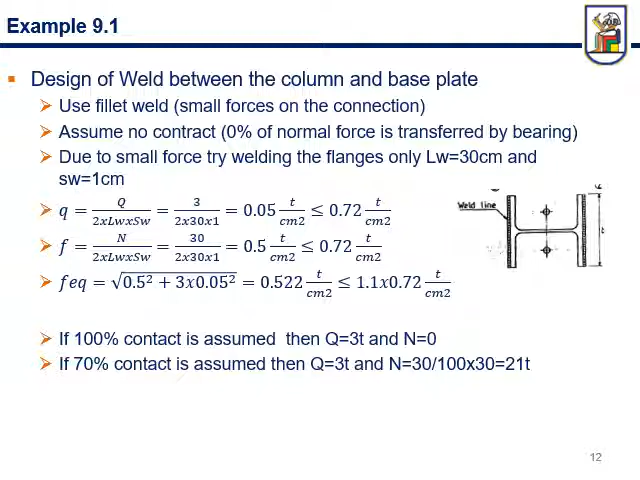 Example 9.1
Design of Weld between the column and base plate
Use fillet weld (small forces on the connection)
Assume no contract (0% of normal force is transferred by bearing)
Due to small force try welding the flanges only Lw=30cm and
sw=1cm
q = Q/2xLwxSw = 3/2x30x1 = 0.05 t/cm2 ≤ 0.72 t/cm2
f = N/2xLwxSw = 30/2x30x1 = 0.5 t/cm2 ≤ 0.72 t/cm2
feq = √0.5² + 3x0.05² = 0.522 t/cm2 ≤ 1.1x0.72 t/cm2
Weld line
If 100% contact is assumed then Q=3t and N=0
If 70% contact is assumed then Q=3t and N=30/100x30=21t
12